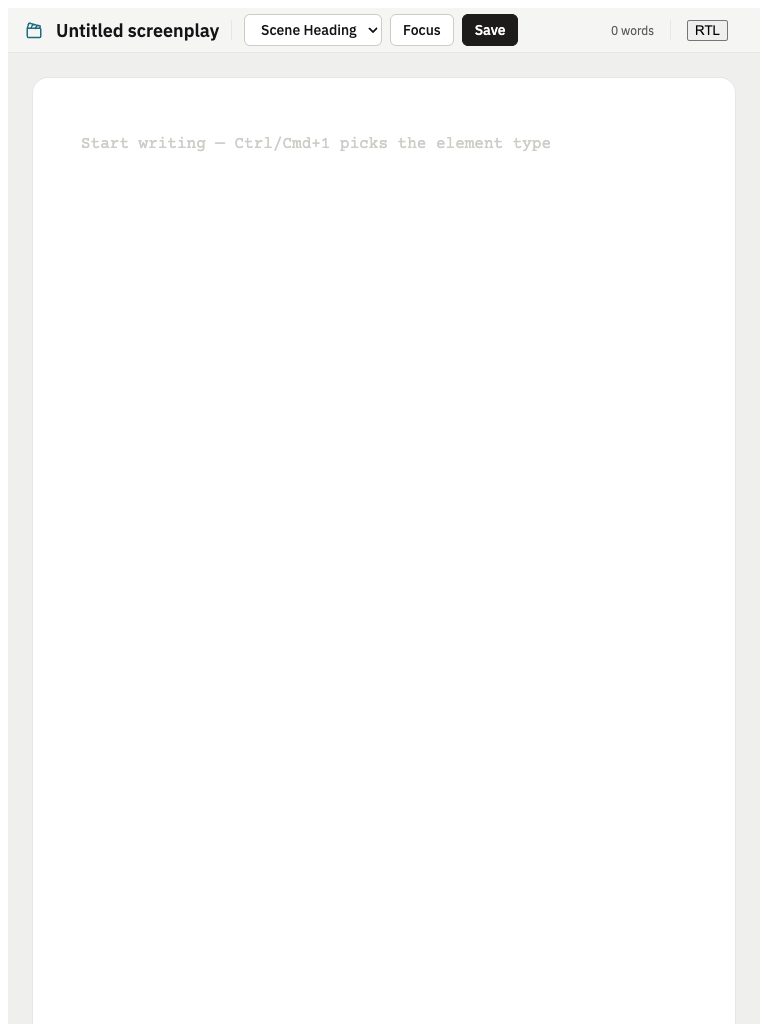 Untitled screenplay Scene Heading Focus Save 0 words RTL
Start writing — Ctrl/Cmd+1 picks the element type